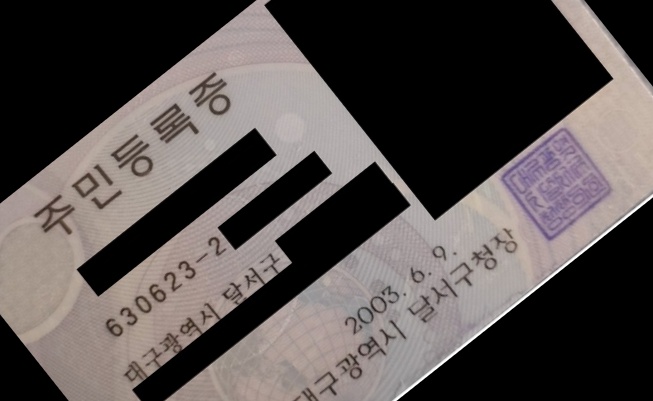 주민등록증
630623-2
대구광역시 달서구
2003. 6. 9.
대구광역시 달서구청장